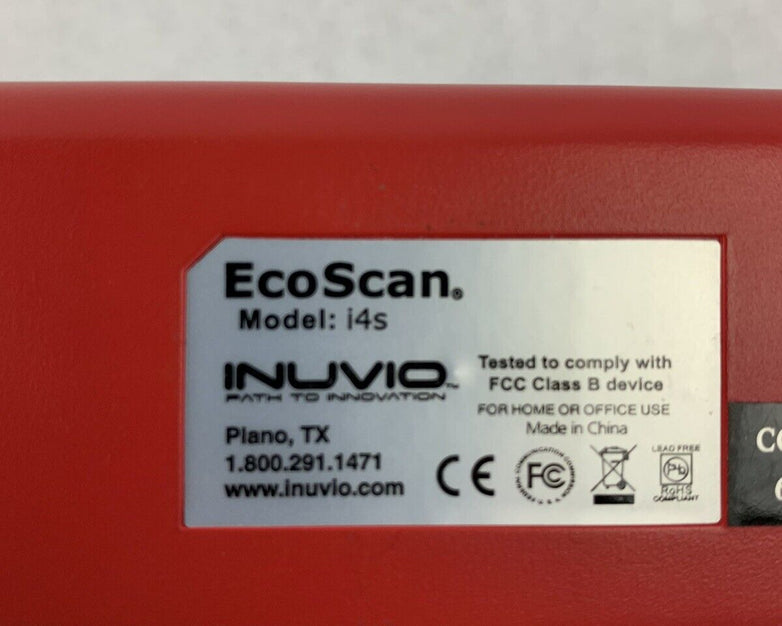 EcoScan®
Model: i4s
INUVIO™
PATH TO INNOVATION
Plano, TX
1.800.291.1471
www.inuvio.com
Tested to comply with
FCC Class B device
FOR HOME OR OFFICE USE
Made in China
CE
FC
LEAD FREE
Pb
RoHS
COMPLIANT